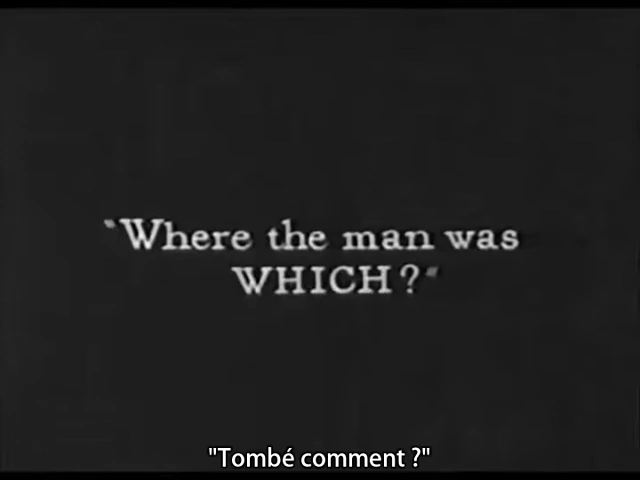 "Where the man was
WHICH?"
"Tombé comment ?"